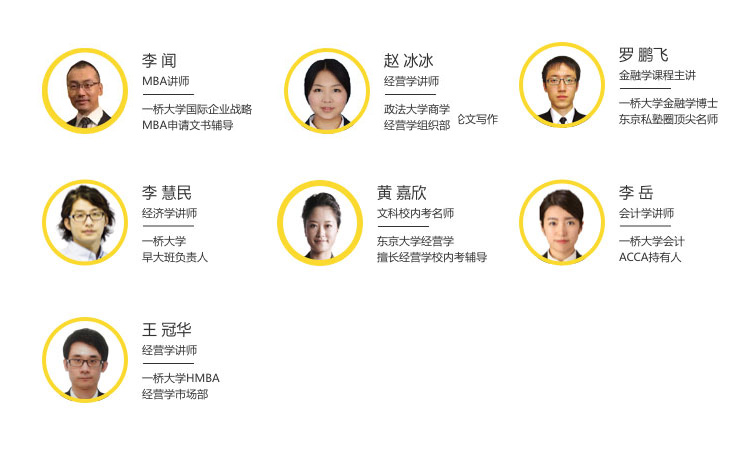 李 闻
MBA讲师
一桥大学国际企业战略
MBA申请文书辅导
赵 冰冰
经营学讲师
政法大学商学
经营学组织部
论文写作
罗 鹏飞
金融学课程主讲
一桥大学金融学博士
东京私塾圈顶尖名师
李 慧民
经济学讲师
一桥大学
早大班负责人
黄 嘉欣
文科校内考名师
东京大学经营学
擅长经营学校内考辅导
李 岳
会计学讲师
一桥大学会计
ACCA持有人
王 冠华
经营学讲师
一桥大学HMBA
经营学市场部